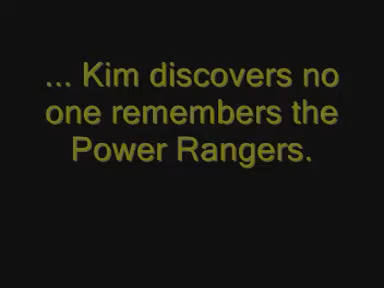 ... Kim discovers no
one remembers the
Power Rangers.